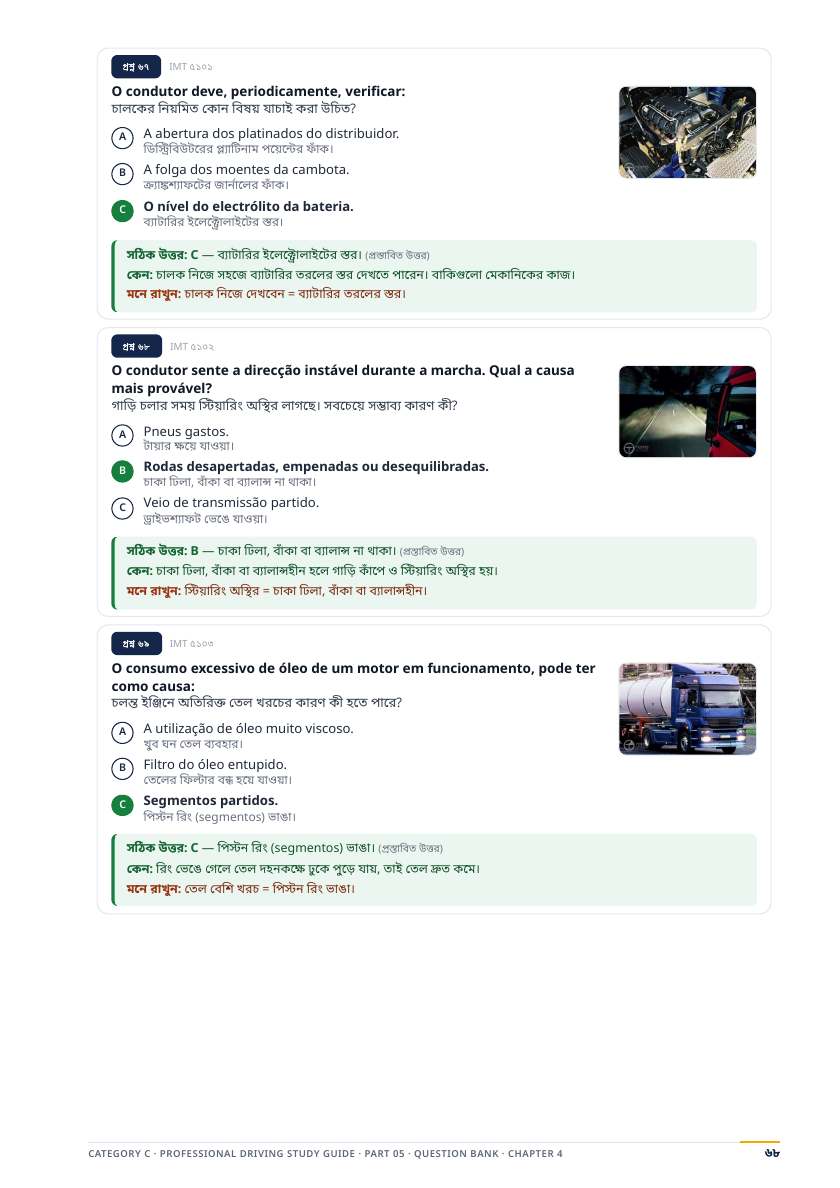 প্রশ্ন ৬৭ IMT ৫১০১
O condutor deve, periodicamente, verificar:
চালকের নিয়মিত কোন বিষয় যাচাই করা উচিত?
A A abertura dos platinados do distribuidor.
ডিস্ট্রিবিউটরের প্ল্যাটিনাম পয়েন্টের ফাঁক।
B A folga dos moentes da cambota.
ক্র্যাঙ্কশ্যাফটের জার্নালের ফাঁক।
C O nível do electrólito da bateria.
ব্যাটারির ইলেক্ট্রোলাইটের স্তর।
সঠিক উত্তর: C — ব্যাটারির ইলেক্ট্রোলাইটের স্তর। (প্রস্তাবিত উত্তর)
কেন: চালক নিজে সহজে ব্যাটারির তরলের স্তর দেখতে পারেন। বাকিগুলো মেকানিকের কাজ।
মনে রাখুন: চালক নিজে দেখবেন = ব্যাটারির তরলের স্তর।
প্রশ্ন ৬৮ IMT ৫১০২
O condutor sente a direcção instável durante a marcha. Qual a causa
mais provável?
গাড়ি চলার সময় স্টিয়ারিং অস্থির লাগছে। সবচেয়ে সম্ভাব্য কারণ কী?
A Pneus gastos.
টায়ার ক্ষয়ে যাওয়া।
B Rodas desapertadas, empenadas ou desequilibradas.
চাকা ঢিলা, বাঁকা বা ব্যালান্স না থাকা।
C Veio de transmissão partido.
ড্রাইভশ্যাফট ভেঙে যাওয়া।
সঠিক উত্তর: B — চাকা ঢিলা, বাঁকা বা ব্যালান্স না থাকা। (প্রস্তাবিত উত্তর)
কেন: চাকা ঢিলা, বাঁকা বা ব্যালান্সহীন হলে গাড়ি কাঁপে ও স্টিয়ারিং অস্থির হয়।
মনে রাখুন: স্টিয়ারিং অস্থির = চাকা ঢিলা, বাঁকা বা ব্যালান্সহীন।
প্রশ্ন ৬৯ IMT ৫১০৩
O consumo excessivo de óleo de um motor em funcionamento, pode ter
como causa:
চলন্ত ইঞ্জিনে অতিরিক্ত তেল খরচের কারণ কী হতে পারে?
A A utilização de óleo muito viscoso.
খুব ঘন তেল ব্যবহার।
B Filtro do óleo entupido.
তেলের ফিল্টার বন্ধ হয়ে যাওয়া।
C Segmentos partidos.
পিস্টন রিং (segmentos) ভাঙা।
সঠিক উত্তর: C — পিস্টন রিং (segmentos) ভাঙা। (প্রস্তাবিত উত্তর)
কেন: রিং ভেঙে গেলে তেল দহনকক্ষে ঢুকে পুড়ে যায়, তাই তেল দ্রুত কমে।
মনে রাখুন: তেল বেশি খরচ = পিস্টন রিং ভাঙা।
CATEGORY C · PROFESSIONAL DRIVING STUDY GUIDE · PART 05 · QUESTION BANK · CHAPTER 4 ৬৮